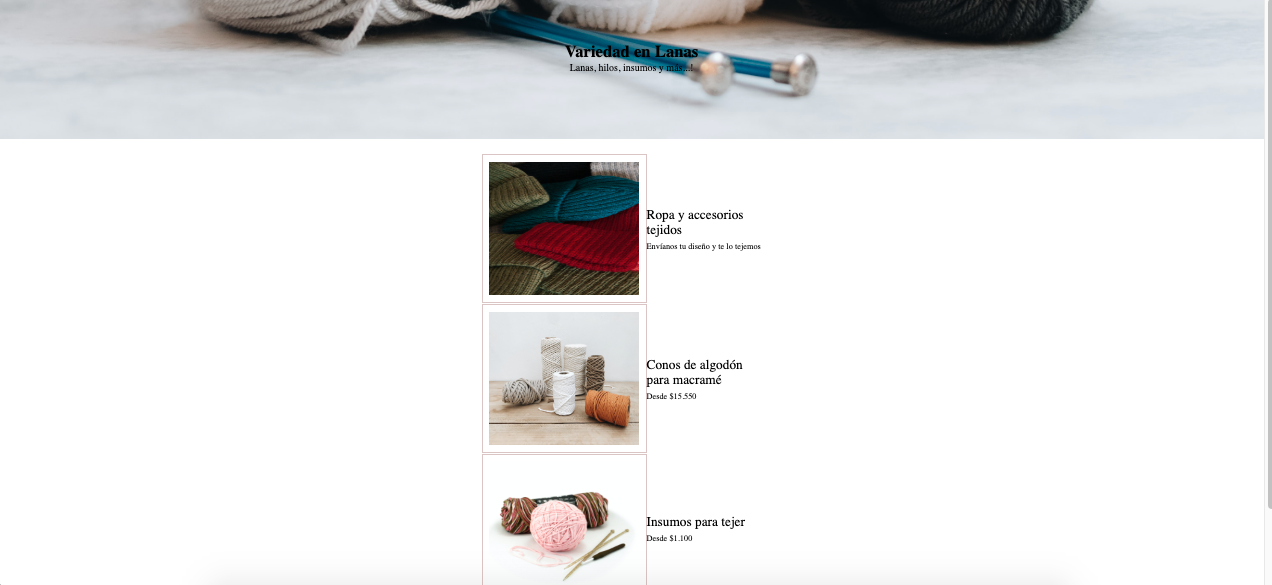 Variedad en Lanas
Lanas, hilos, insumos y más...!
Ropa y accesorios
tejidos
Envíanos tu diseño y te lo tejemos
Conos de algodón
para macramé
Desde $15.550
Insumos para tejer
Desde $1.100